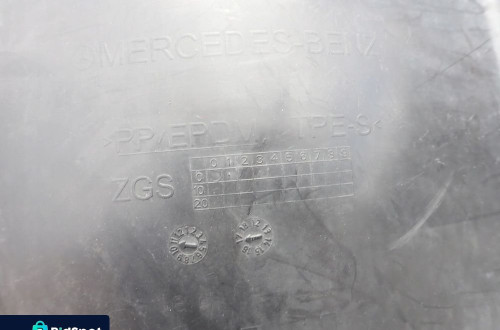 MERCEDES-BENZ
>PP/EPDM/TPE-S<
ZGS
0 1 2 3 4 5 6 7 8 9
0
10
20
BidSpot